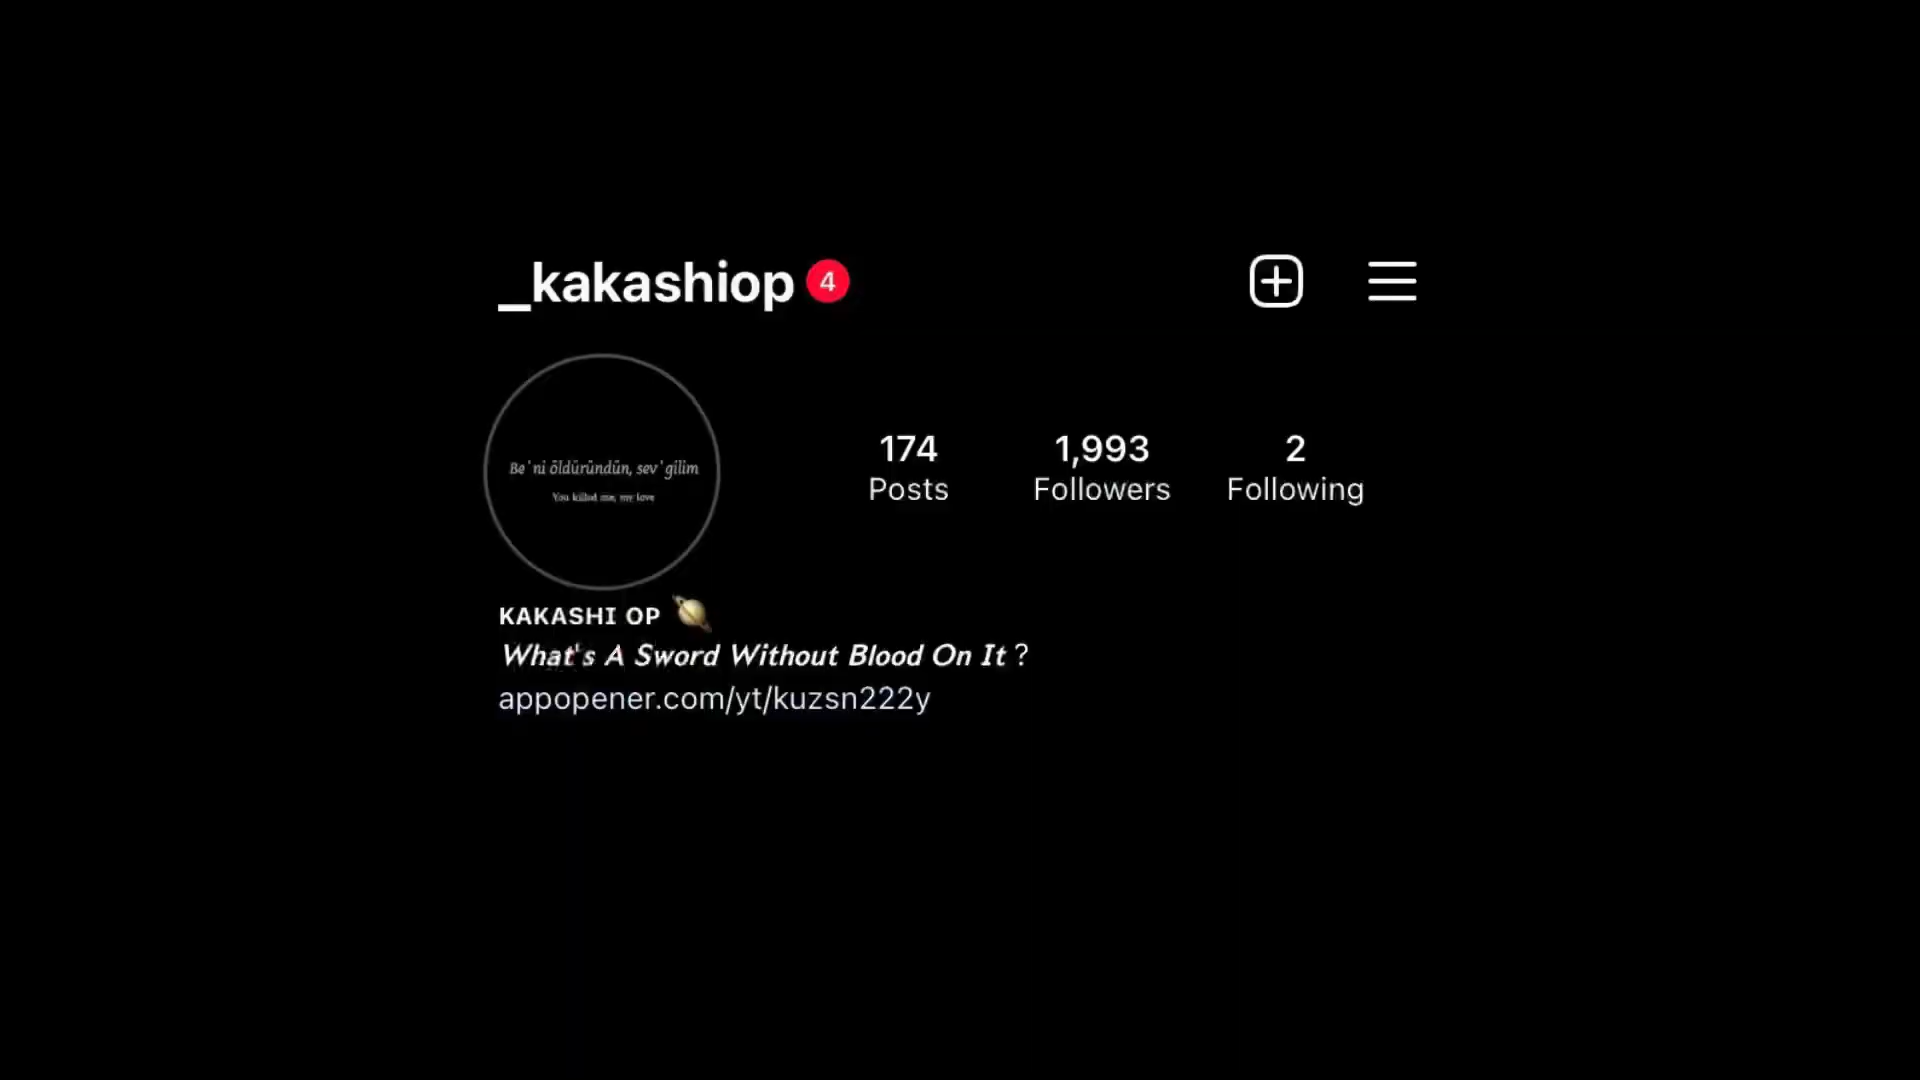 _kakashiop 4
174 1,993 2
Posts Followers Following
Be'ni öldüründün, sev'gilim
You killed me, my love
KAKASHI OP 🪐
What's A Sword Without Blood On It ?
appopener.com/yt/kuzsn222y